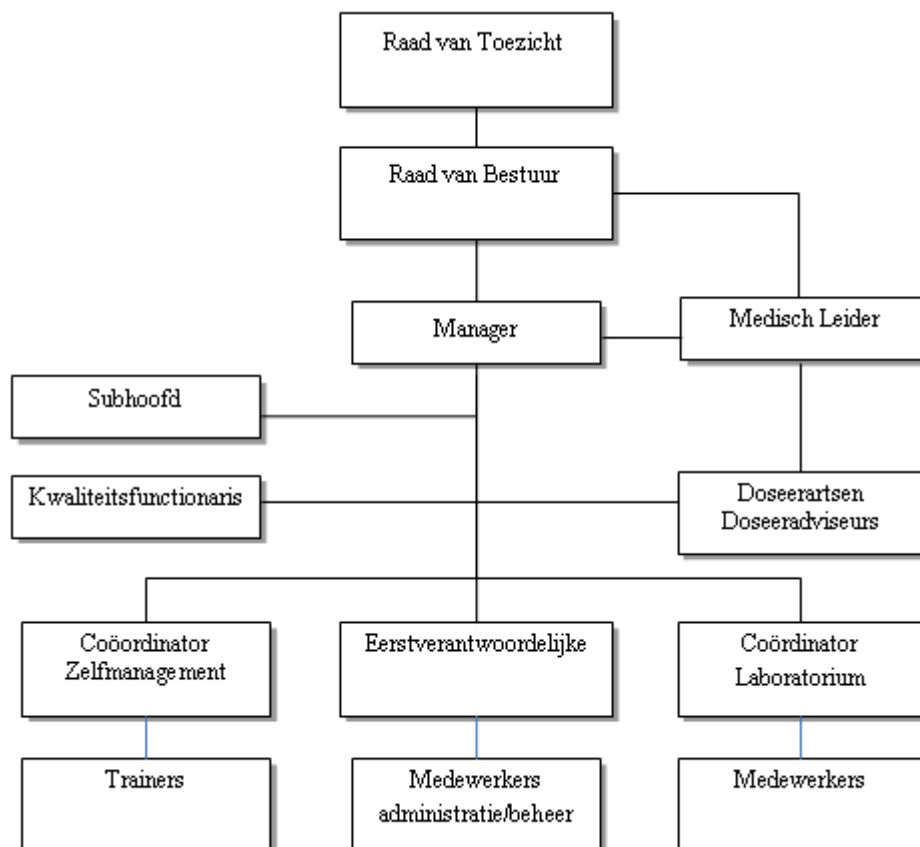 Raad van Toezicht
Raad van Bestuur
Manager
Medisch Leider
Subhoofd
Kwaliteitsfunctionaris
Doseerartsen
Doseeradviseurs
Coöordinator
Zelfmanagement
Eerstverantwoordelijke
Coördinator
Laboratorium
Trainers
Medewerkers
administratie/beheer
Medewerkers